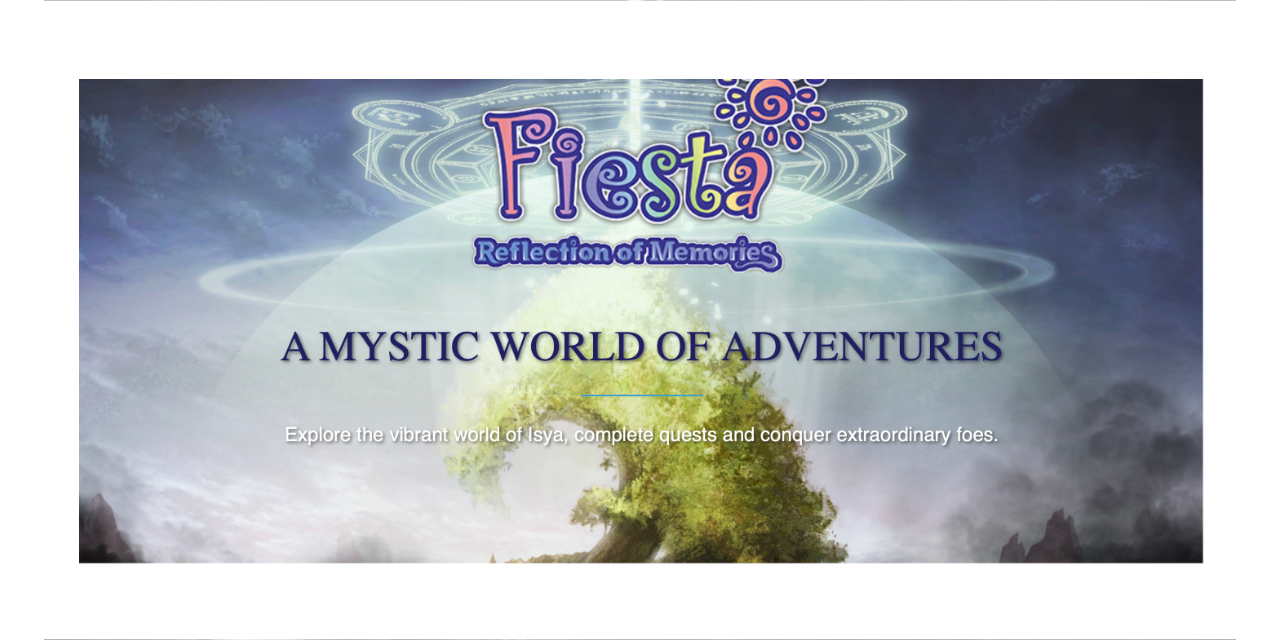 Fiesta
Reflection of Memories
A MYSTIC WORLD OF ADVENTURES
Explore the vibrant world of Isya, complete quests and conquer extraordinary foes.